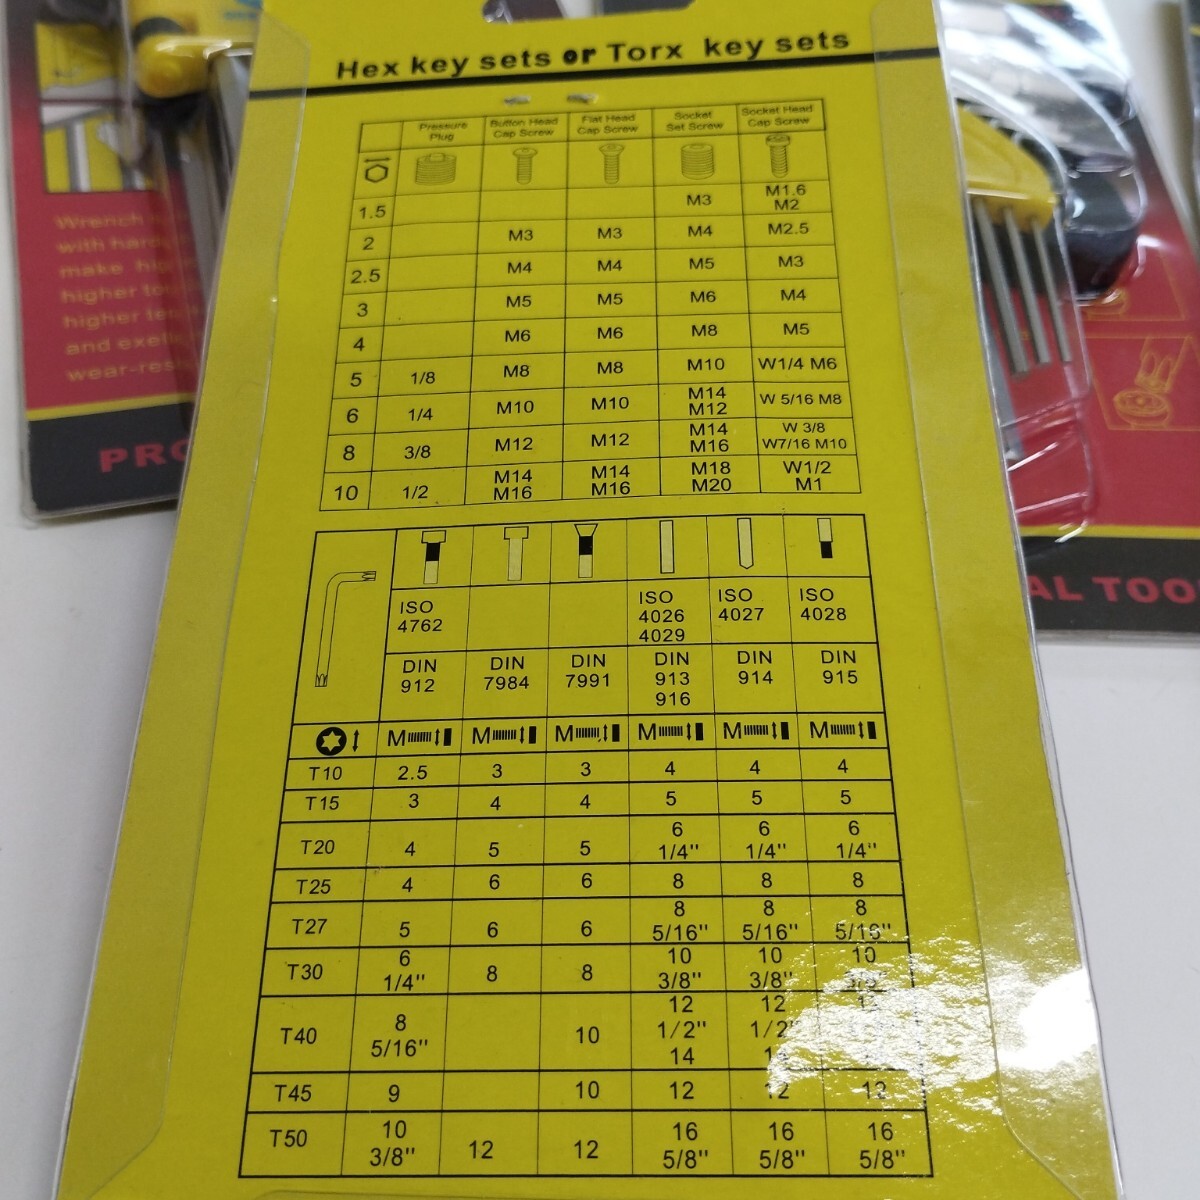 Hex key sets or Torx key sets
Pressure Plug Button Head Cap Screw Flat Head Cap Screw Socket Set Screw Socket Head Cap Screw
1.5 M3 M1.6 M2
2 M3 M3 M4 M2.5
2.5 M4 M4 M5 M3
3 M5 M5 M6 M4
4 M6 M6 M8 M5
5 1/8 M8 M8 M10 W1/4 M6
6 1/4 M10 M10 M14 M12 W 5/16 M8
8 3/8 M12 M12 M14 M16 W 3/8 W7/16 M10
10 1/2 M14 M16 M14 M16 M18 M20 W1/2 M1
ISO 4762 ISO 4026 4029 ISO 4027 ISO 4028
DIN 912 DIN 7984 DIN 7991 DIN 913 916 DIN 914 DIN 915
M M M M M M
T10 2.5 3 3 4 4 4
T15 3 4 4 5 5 5
T20 4 5 5 6 1/4" 6 1/4" 6 1/4"
T25 4 6 6 8 8 8
T27 5 6 6 8 5/16" 8 5/16" 8 5/16"
T30 6 1/4" 8 8 10 3/8" 10 3/8" 10
T40 8 5/16" 10 12 1/2" 14 12 1/2
T45 9 10 12 12 12
T50 10 3/8" 12 12 16 5/8" 16 5/8" 16 5/8"
Wrench
with
make
higher
higher
and
PRO
AL TOO